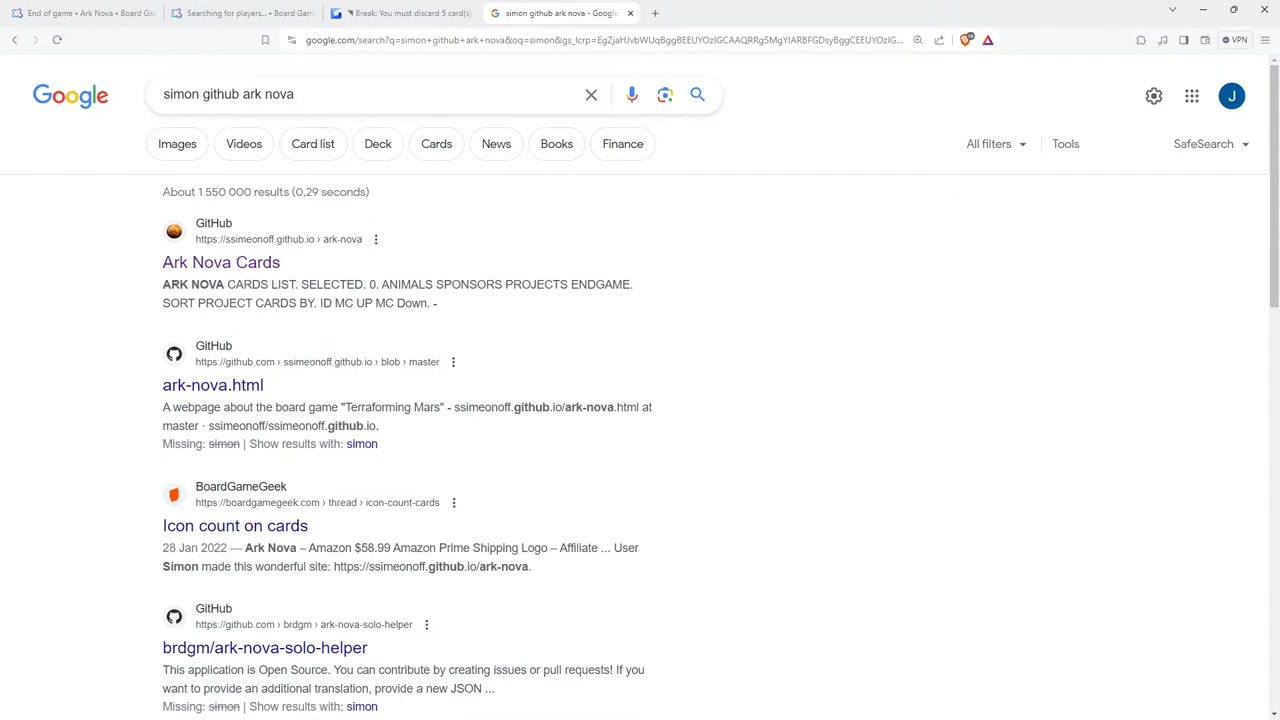 End of game • Ark Nova • Board Ga
Searching for players... • Board Game
◥ Break: You must discard 5 card(s)
simon github ark nova - Google
google.com/search?q=simon+github+ark+nova&oq=simon&gs_lcrp=EgZjaHJvbWUqBggBEEUYOzIGCAAQRRg5MgYIARBFGDsyBggCEEUYOzIG...
VPN
Google
simon github ark nova
J
Images
Videos
Card list
Deck
Cards
News
Books
Finance
All filters
Tools
SafeSearch
About 1 550 000 results (0,29 seconds)
GitHub
https://ssimeonoff.github.io › ark-nova
Ark Nova Cards
ARK NOVA CARDS LIST. SELECTED. 0. ANIMALS SPONSORS PROJECTS ENDGAME.
SORT PROJECT CARDS BY. ID MC UP MC Down. -
GitHub
https://github.com › ssimeonoff.github.io › blob › master
ark-nova.html
A webpage about the board game "Terraforming Mars" - ssimeonoff.github.io/ark-nova.html at
master · ssimeonoff/ssimeonoff.github.io.
Missing: simon | Show results with: simon
BoardGameGeek
https://boardgamegeek.com › thread › icon-count-cards
Icon count on cards
28 Jan 2022 — Ark Nova – Amazon $58.99 Amazon Prime Shipping Logo – Affiliate ... User
Simon made this wonderful site: https://ssimeonoff.github.io/ark-nova.
GitHub
https://github.com › brdgm › ark-nova-solo-helper
brdgm/ark-nova-solo-helper
This application is Open Source. You can contribute by creating issues or pull requests! If you
want to provide an additional translation, provide a new JSON ...
Missing: simon | Show results with: simon